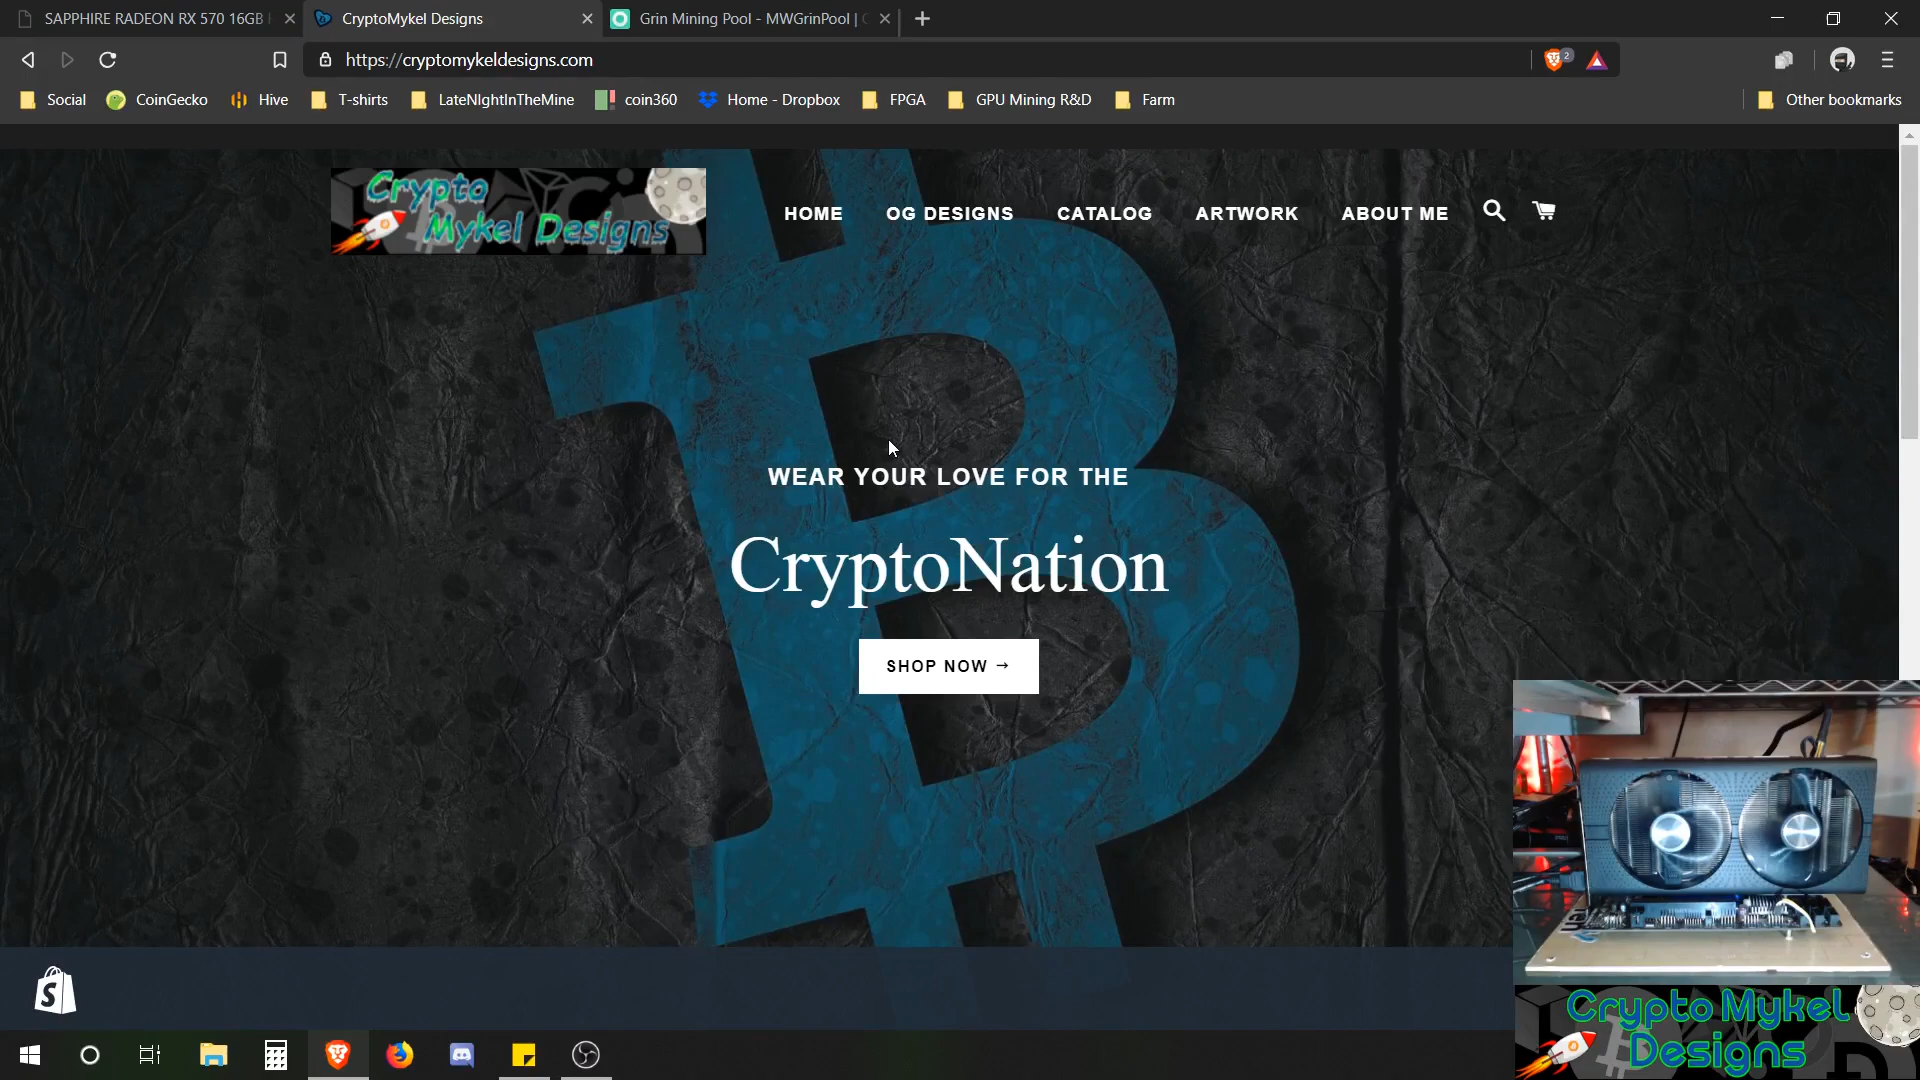 SAPPHIRE RADEON RX 570 16GB
CryptoMykel Designs
Grin Mining Pool - MWGrinPool |
https://cryptomykeldesigns.com
2
Social
CoinGecko
Hive
T-shirts
LateNIghtInTheMine
coin360
Home - Dropbox
FPGA
GPU Mining R&D
Farm
Other bookmarks
Crypto
Mykel Designs
HOME
OG DESIGNS
CATALOG
ARTWORK
ABOUT ME
WEAR YOUR LOVE FOR THE
CryptoNation
SHOP NOW →
Crypto Mykel
Designs